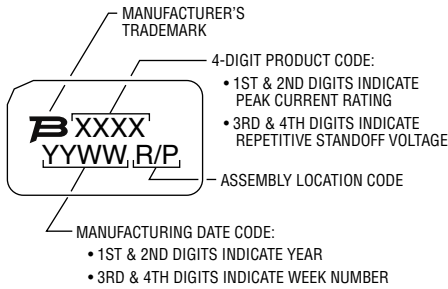 MANUFACTURER'S
TRADEMARK
4-DIGIT PRODUCT CODE:
• 1ST & 2ND DIGITS INDICATE
PEAK CURRENT RATING
• 3RD & 4TH DIGITS INDICATE
REPETITIVE STANDOFF VOLTAGE
XXXX
YYWW R/P
ASSEMBLY LOCATION CODE
MANUFACTURING DATE CODE:
• 1ST & 2ND DIGITS INDICATE YEAR
• 3RD & 4TH DIGITS INDICATE WEEK NUMBER